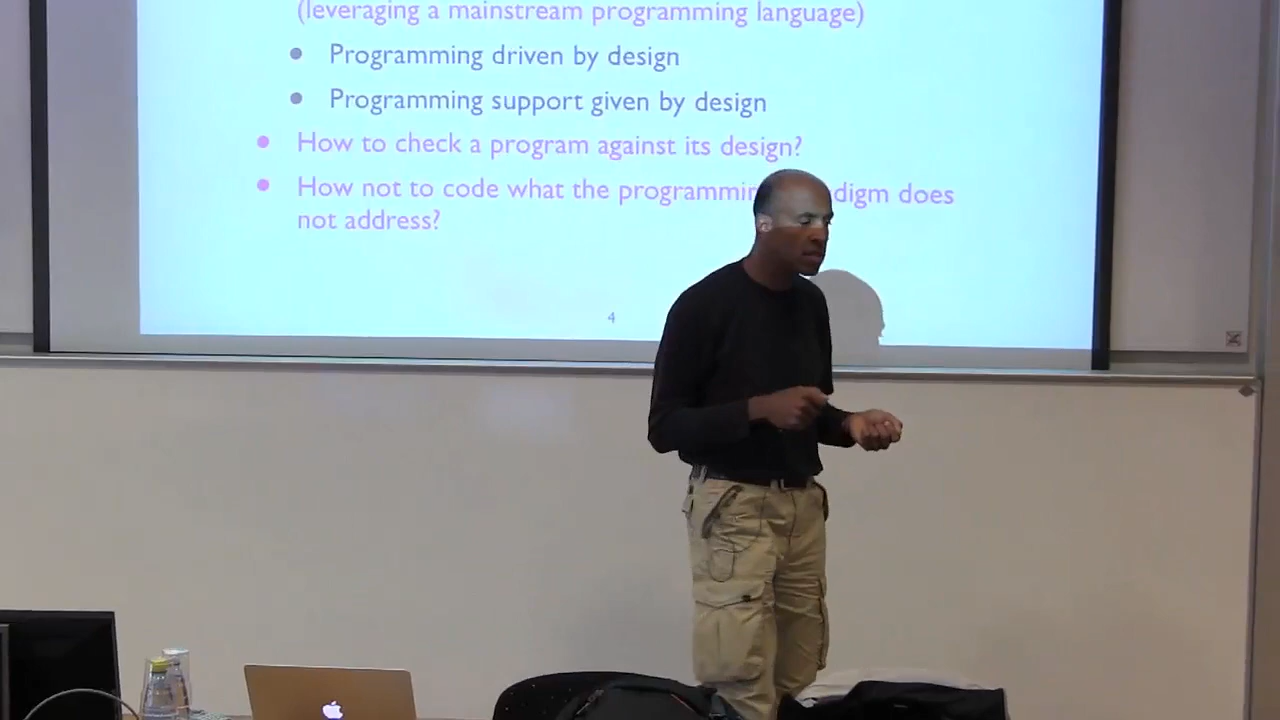 (leveraging a mainstream programming language)
Programming driven by design
Programming support given by design
How to check a program against its design?
How not to code what the programmin digm does
not address?
4